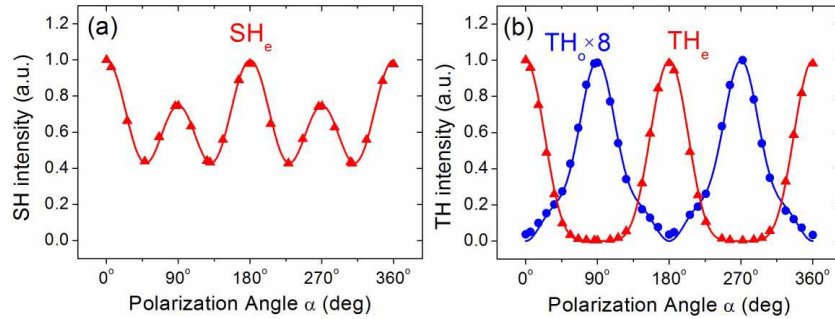 (a)
SHe
SH intensity (a.u.)
1.2
1.0
0.8
0.6
0.4
0.2
0.0
0° 90° 180° 270° 360°
Polarization Angle α (deg)
(b)
THo×8 THe
TH intensity (a.u.)
1.2
1.0
0.8
0.6
0.4
0.2
0.0
0° 90° 180° 270° 360°
Polarization Angle α (deg)